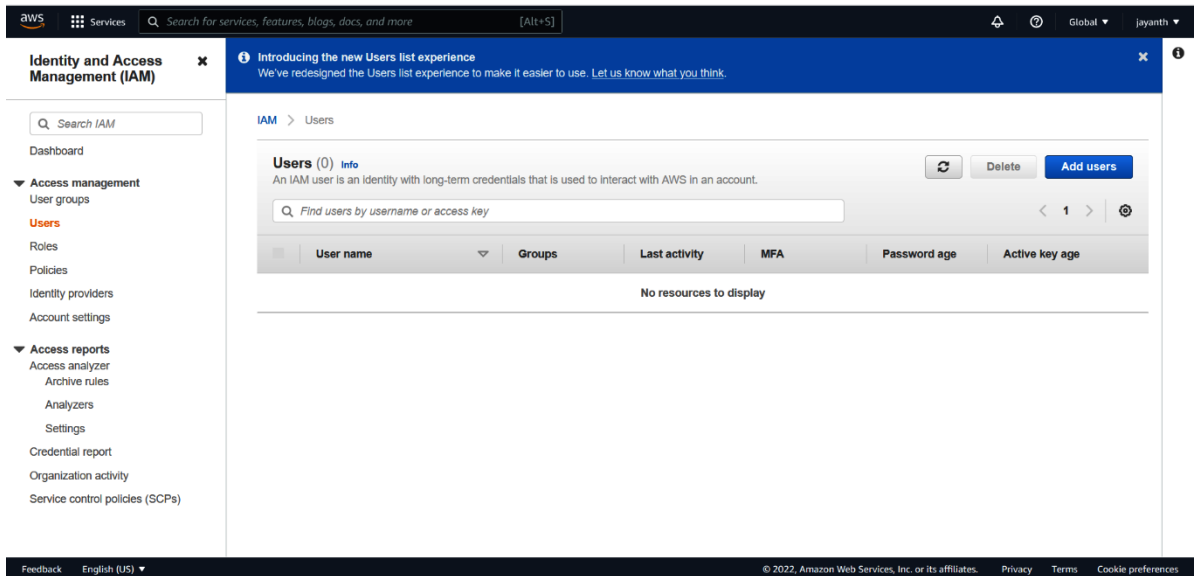 aws
Services
Search for services, features, blogs, docs, and more
[Alt+S]
Global ▼
jayanth ▼
Identity and Access
Management (IAM)
Search IAM
Dashboard
Access management
User groups
Users
Roles
Policies
Identity providers
Account settings
Access reports
Access analyzer
Archive rules
Analyzers
Settings
Credential report
Organization activity
Service control policies (SCPs)
Introducing the new Users list experience
We've redesigned the Users list experience to make it easier to use. Let us know what you think.
IAM > Users
Users (0) Info
An IAM user is an identity with long-term credentials that is used to interact with AWS in an account.
Delete
Add users
Find users by username or access key
< 1 >
User name
Groups
Last activity
MFA
Password age
Active key age
No resources to display
Feedback
English (US) ▼
© 2022, Amazon Web Services, Inc. or its affiliates.
Privacy
Terms
Cookie preferences